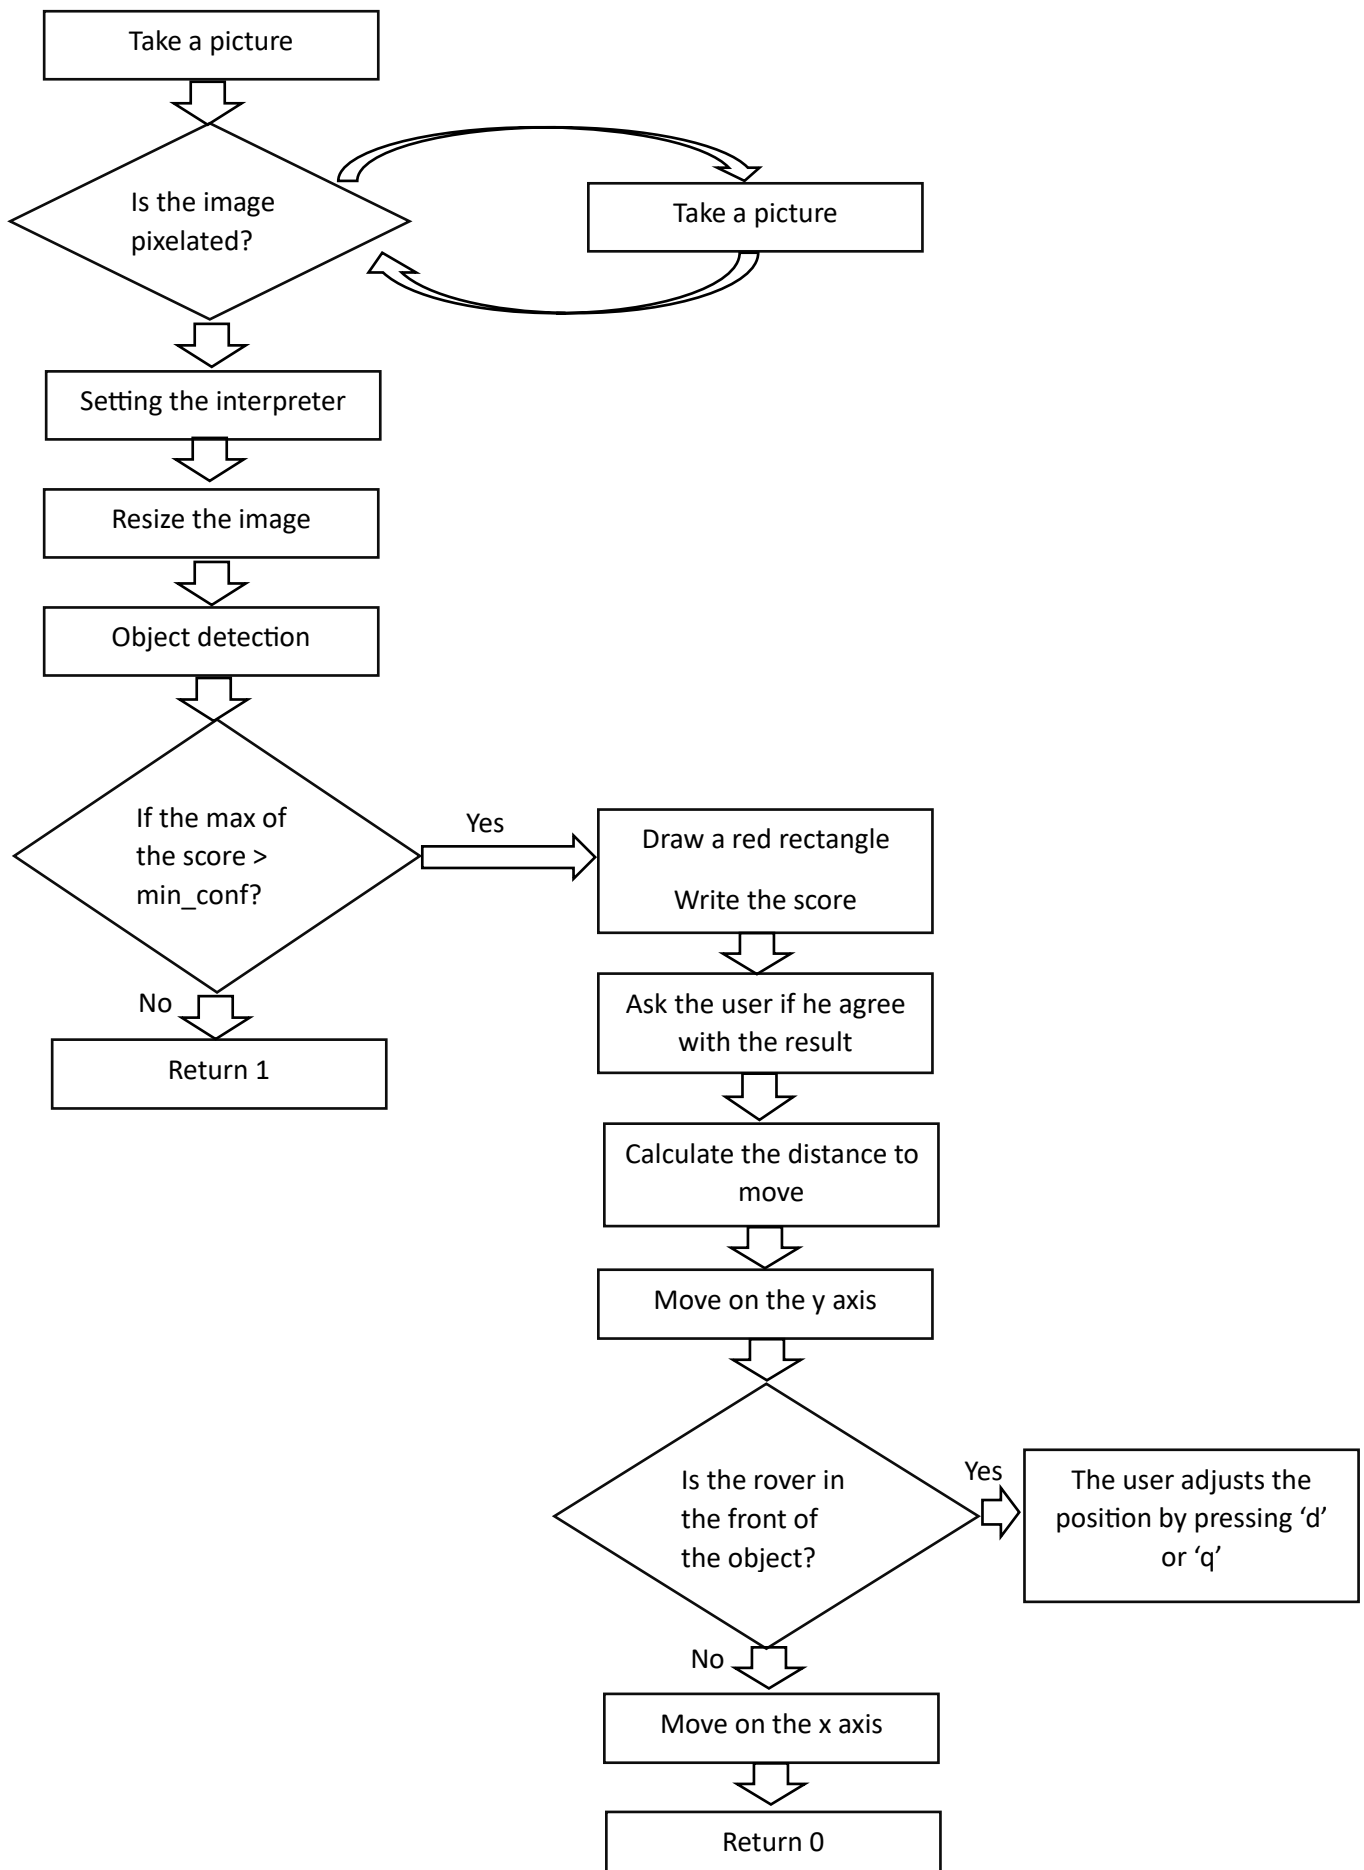 Take a picture
Is the image
pixelated?
Take a picture
Setting the interpreter
Resize the image
Object detection
If the max of
the score >
min_conf?
Yes
Draw a red rectangle
Write the score
No
Return 1
Ask the user if he agree
with the result
Calculate the distance to
move
Move on the y axis
Is the rover in
the front of
the object?
Yes
The user adjusts the
position by pressing ‘d’
or ‘q’
No
Move on the x axis
Return 0